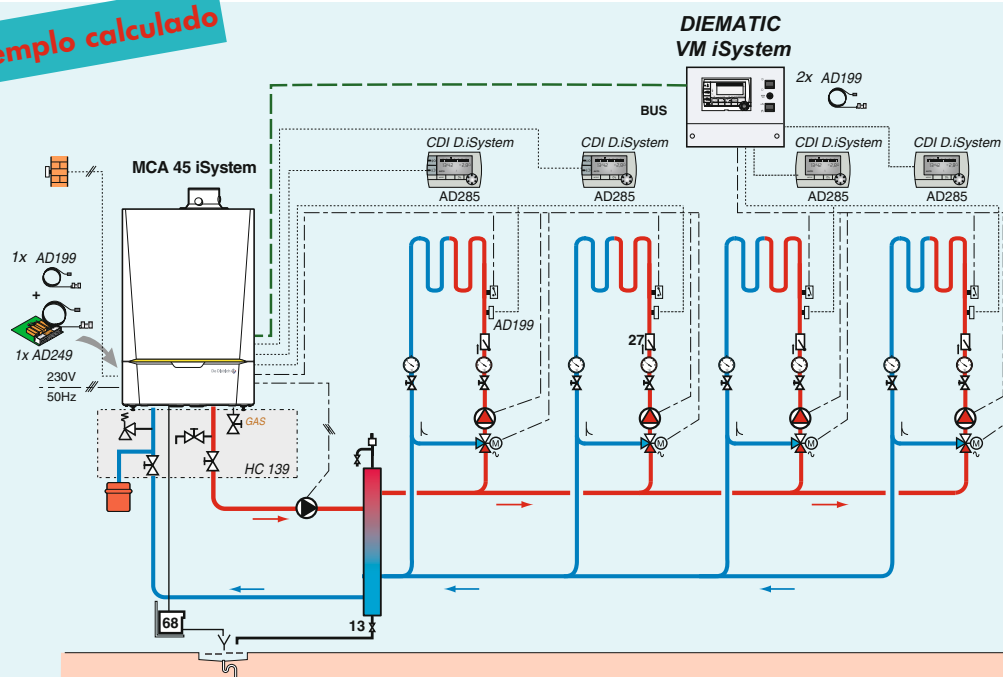 emplo calculado
DIEMATIC
VM iSystem
2x AD199
BUS
CDI D.iSystem
AD285
CDI D.iSystem
AD285
CDI D.iSystem
AD285
CDI D.iSystem
AD285
MCA 45 iSystem
1x AD199
+
1x AD249
230V
50Hz
GAS
HC 139
AD199
27
M
M
M
M
68
13